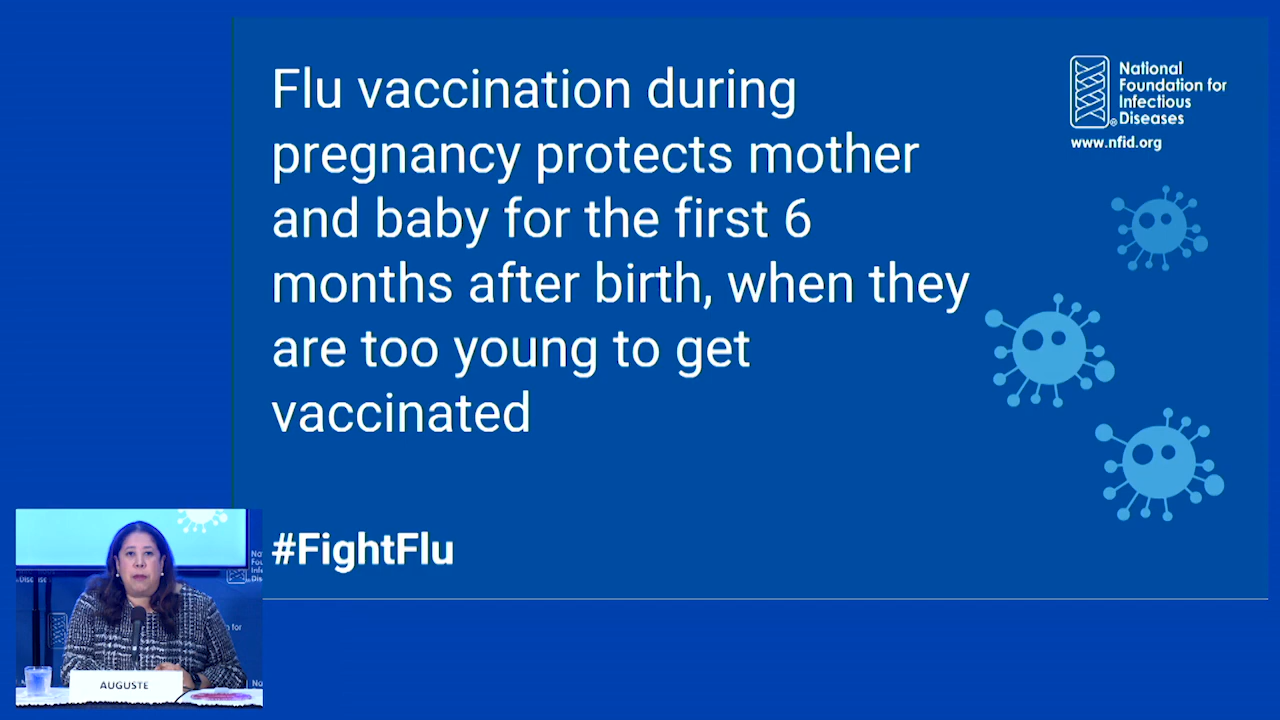 Flu vaccination during
pregnancy protects mother
and baby for the first 6
months after birth, when they
are too young to get
vaccinated
#FightFlu
National
Foundation for
Infectious
Diseases
www.nfid.org
AUGUSTE